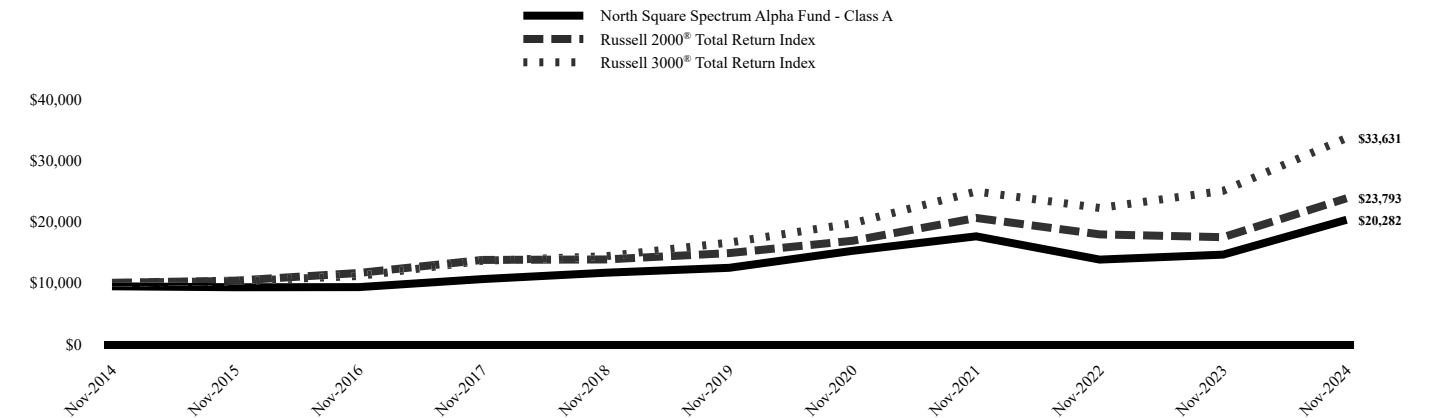 North Square Spectrum Alpha Fund - Class A
Russell 2000® Total Return Index
Russell 3000® Total Return Index
$40,000
$30,000
$20,000
$10,000
$0
$33,631
$23,793
$20,282
Nov-2014
Nov-2015
Nov-2016
Nov-2017
Nov-2018
Nov-2019
Nov-2020
Nov-2021
Nov-2022
Nov-2023
Nov-2024